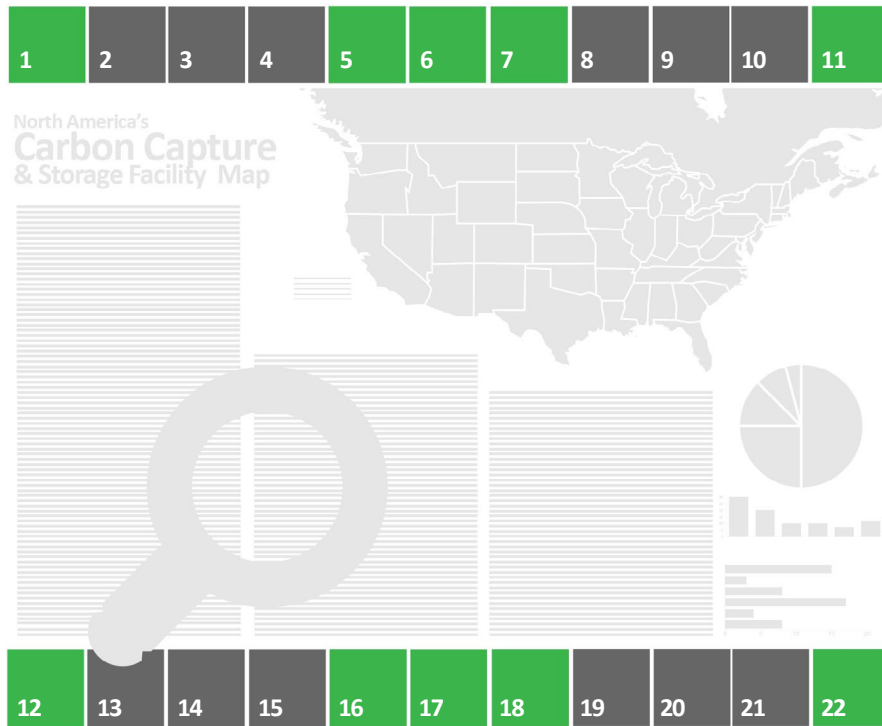 1 2 3 4 5 6 7 8 9 10 11
North America's
Carbon Capture
& Storage Facility Map
12 13 14 15 16 17 18 19 20 21 22